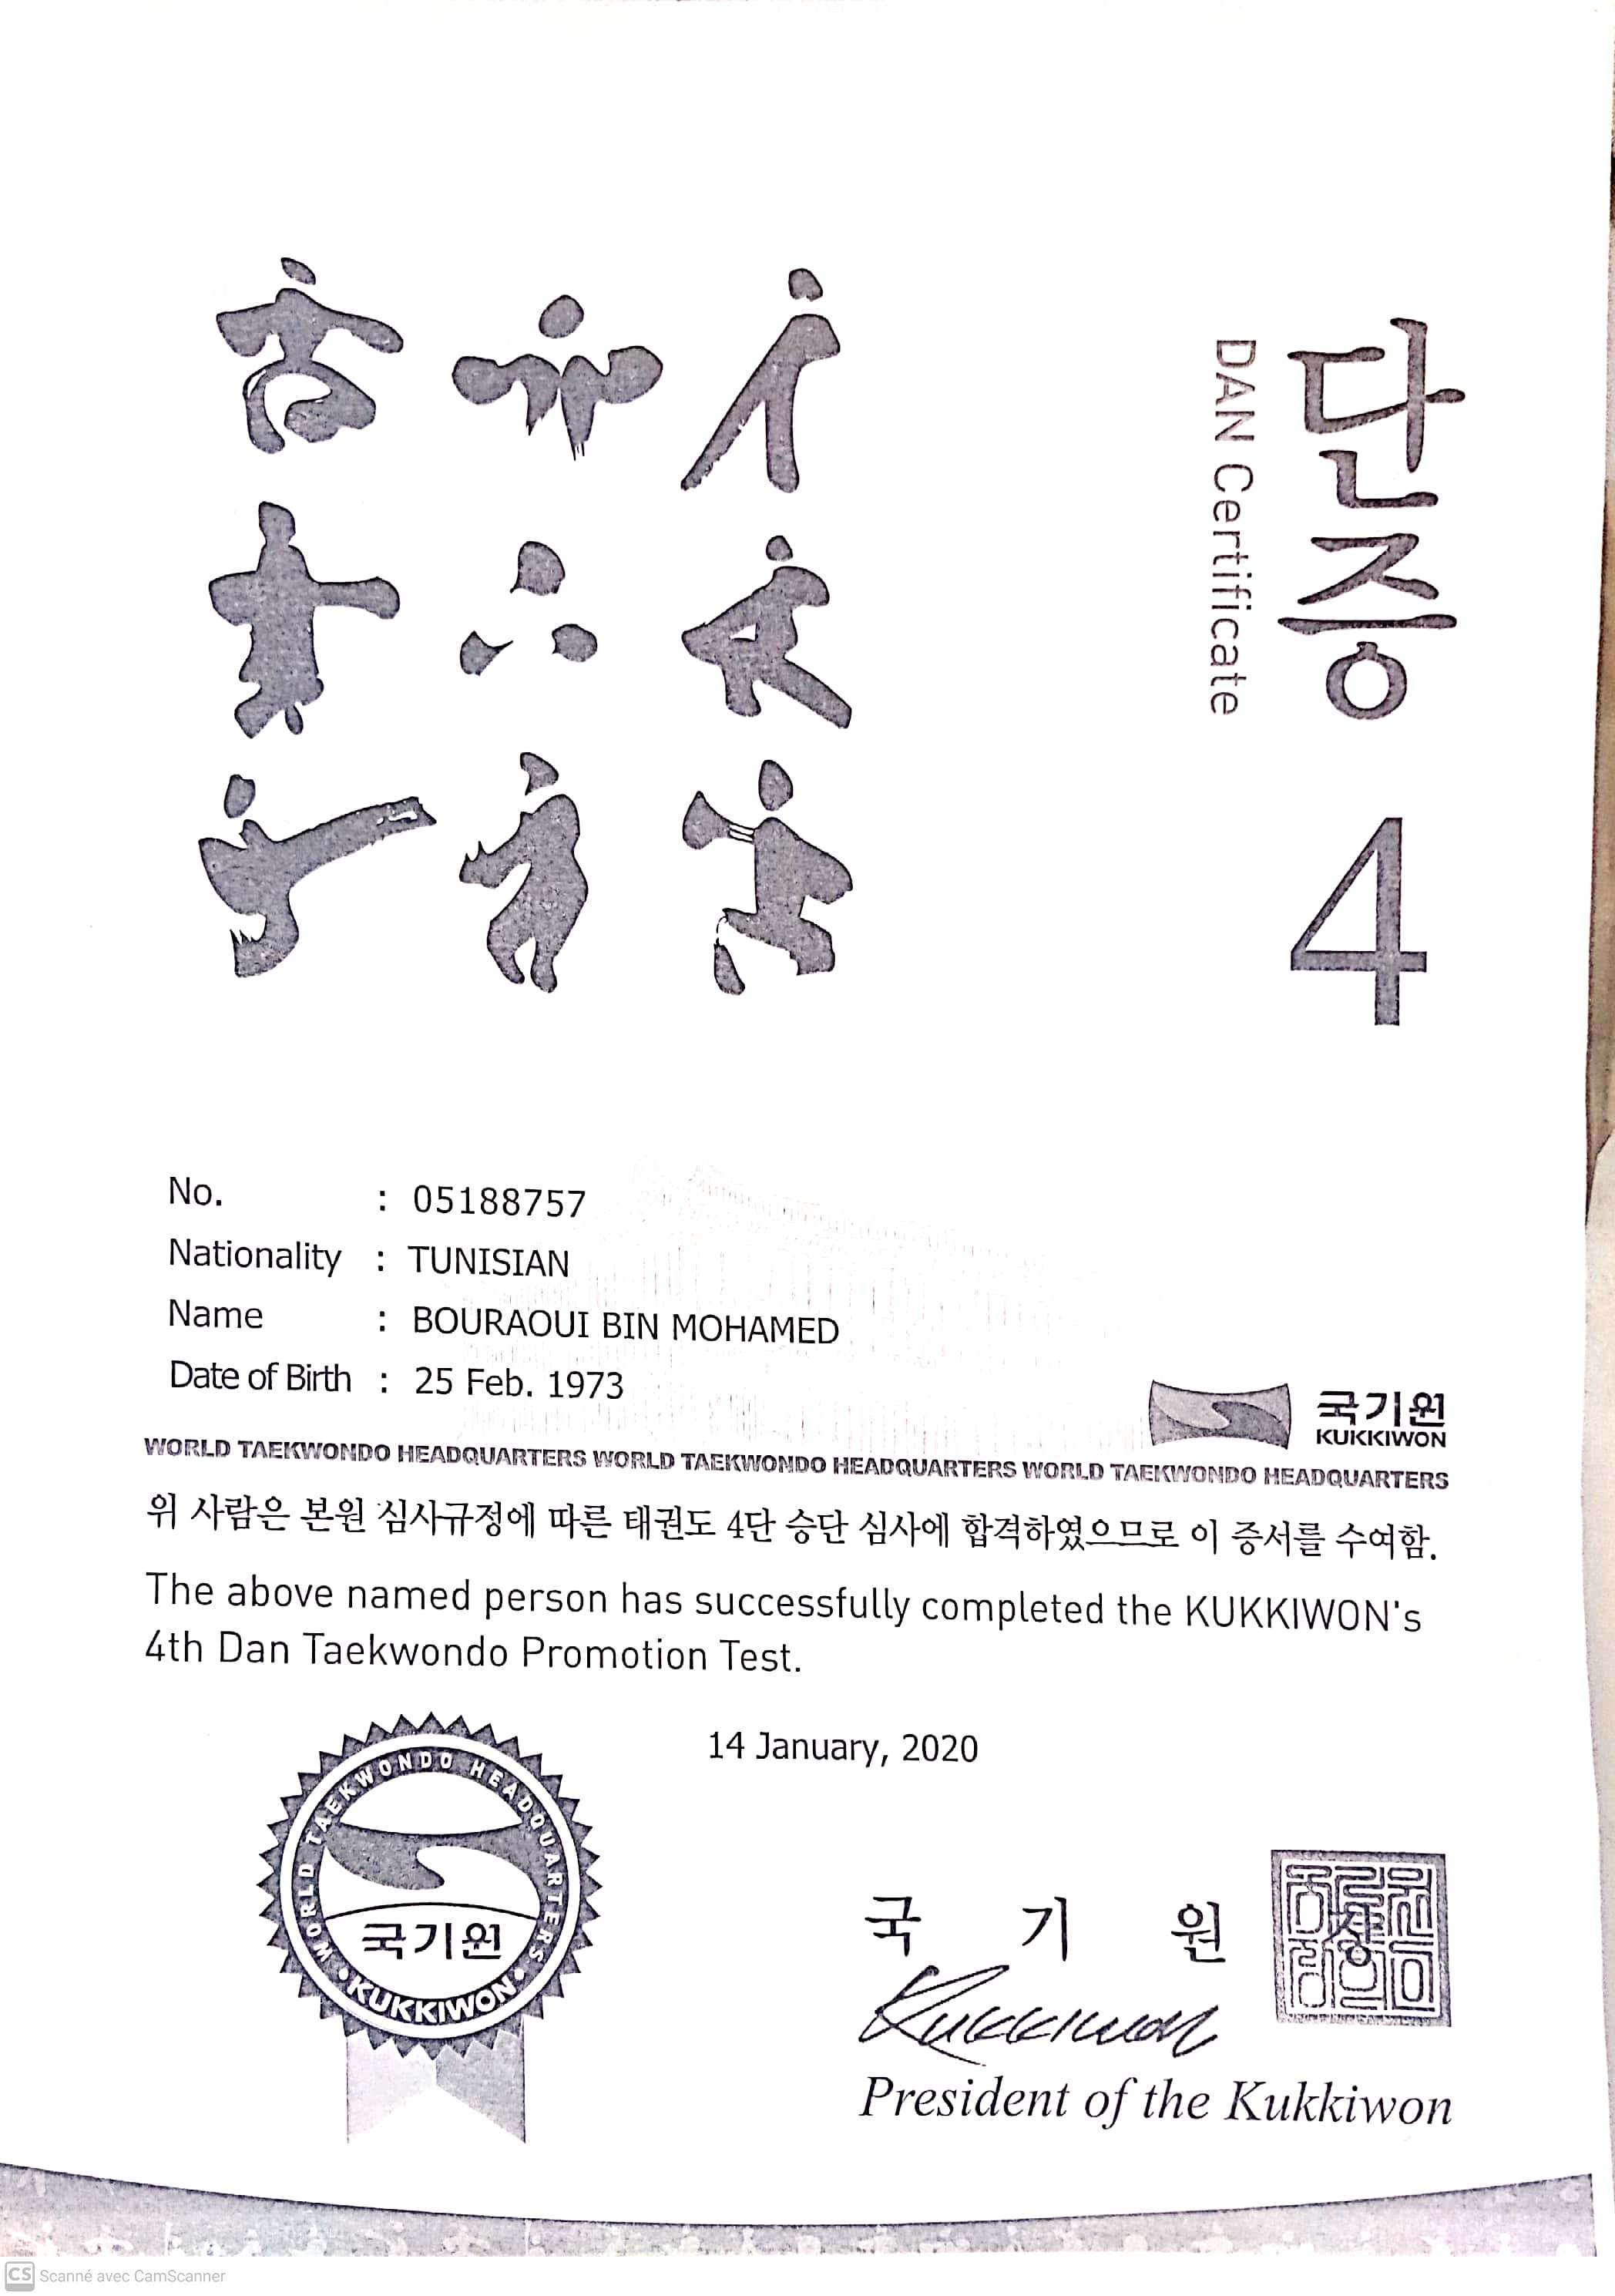 단증
DAN Certificate
4
No. : 05188757
Nationality : TUNISIAN
Name : BOURAOUI BIN MOHAMED
Date of Birth : 25 Feb. 1973
국기원
KUKKIWON
WORLD TAEKWONDO HEADQUARTERS WORLD TAEKWONDO HEADQUARTERS WORLD TAEKWONDO HEADQUARTERS
위 사람은 본원 심사규정에 따른 태권도 4단 승단 심사에 합격하였으므로 이 증서를 수여함.
The above named person has successfully completed the KUKKIWON's
4th Dan Taekwondo Promotion Test.
14 January, 2020
WORLD TAEKWONDO HEADQUARTERS
국기원
KUKKIWON
국 기 원
Kukkiwon
President of the Kukkiwon
CS Scanné avec CamScanner